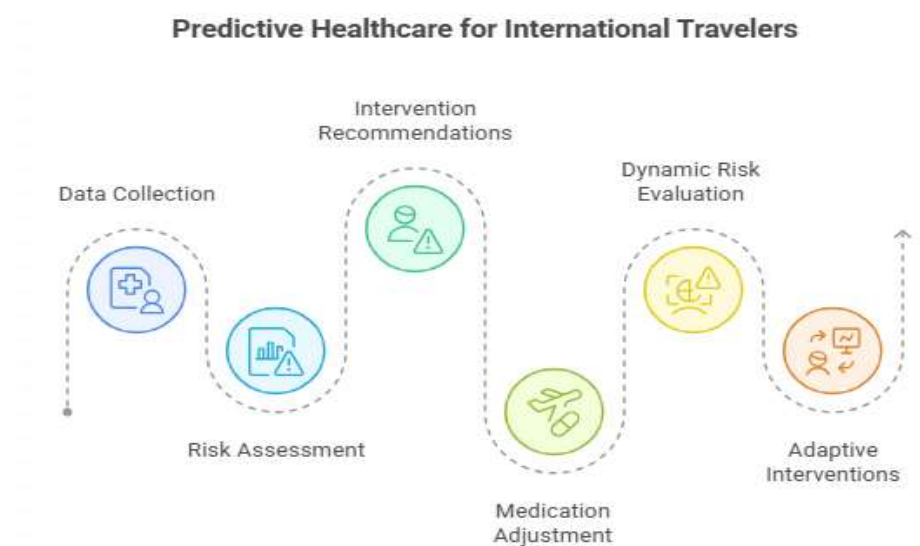 Predictive Healthcare for International Travelers
Data Collection
Risk Assessment
Intervention
Recommendations
Medication
Adjustment
Dynamic Risk
Evaluation
Adaptive
Interventions